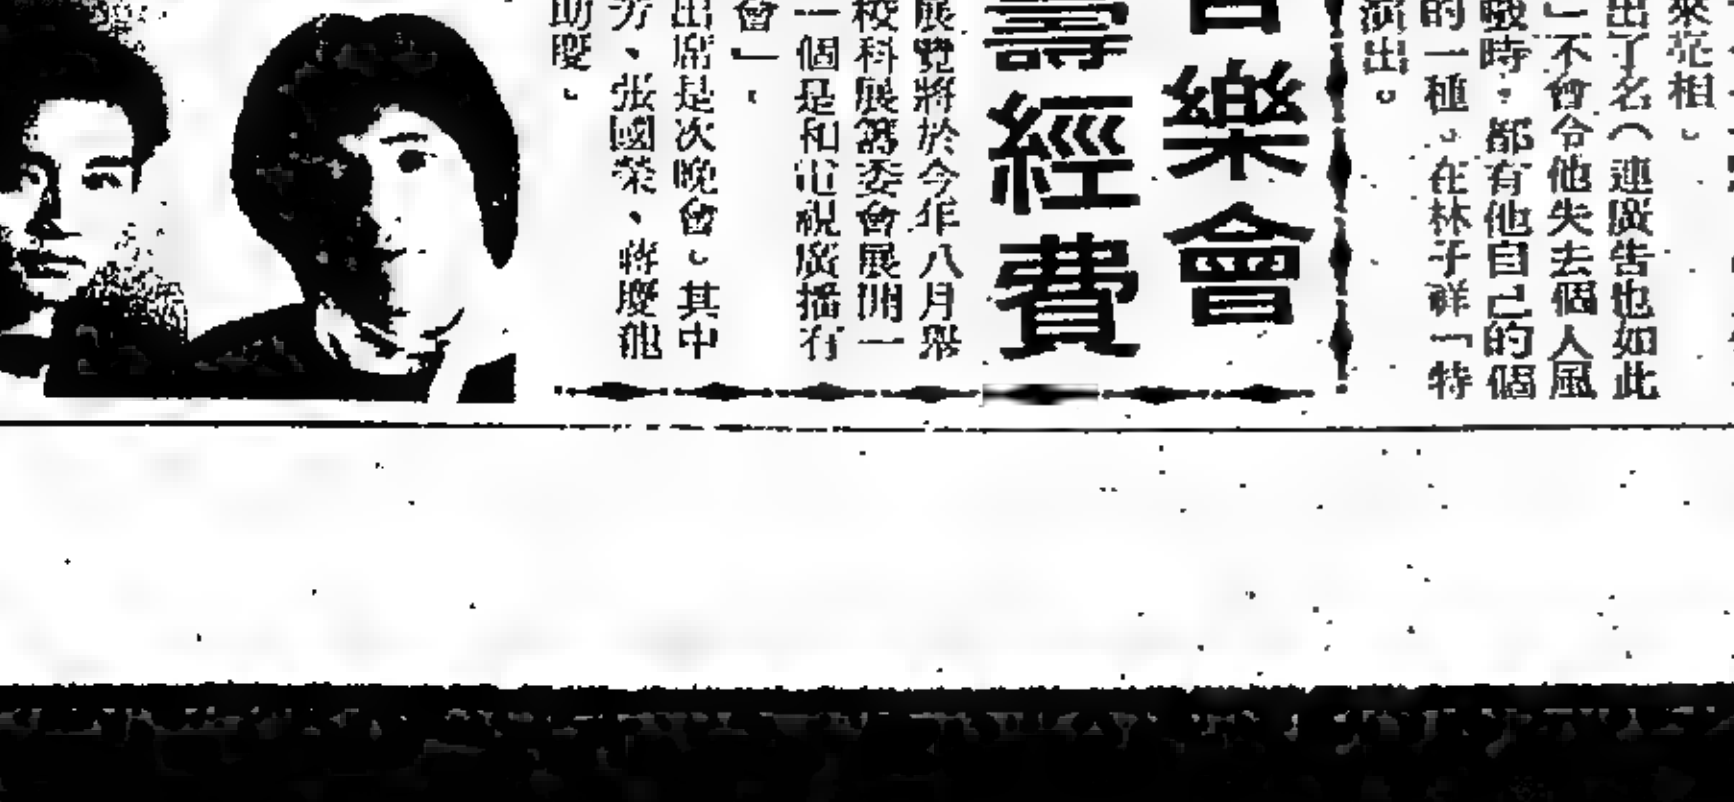 來亮相。
出了名(連廣告也如此
」不會令他失去個人風
時,都有他自己的個
的一種。在林子祥「特
演出。
樂會
籌經費
展覽將於今年八月舉
校科展籌委會展開一
一個是和電視廣播有
會」,
出席是次晚會。其中
芳、張國榮、蔣慶龍
助慶。